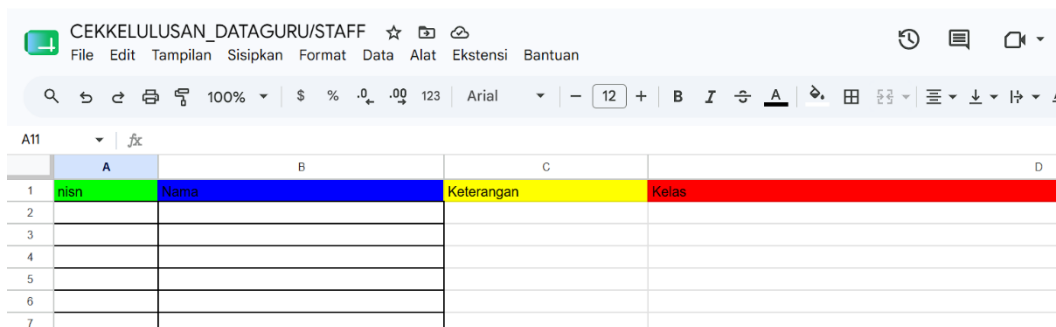 CEKKELULUSAN_DATAGURU/STAFF
File Edit Tampilan Sisipkan Format Data Alat Ekstensi Bantuan
100% $ % .0 .00 123 Arial 12 B I A
A11 fx
A B C D
1 nisn Nama Keterangan Kelas
2
3
4
5
6
7